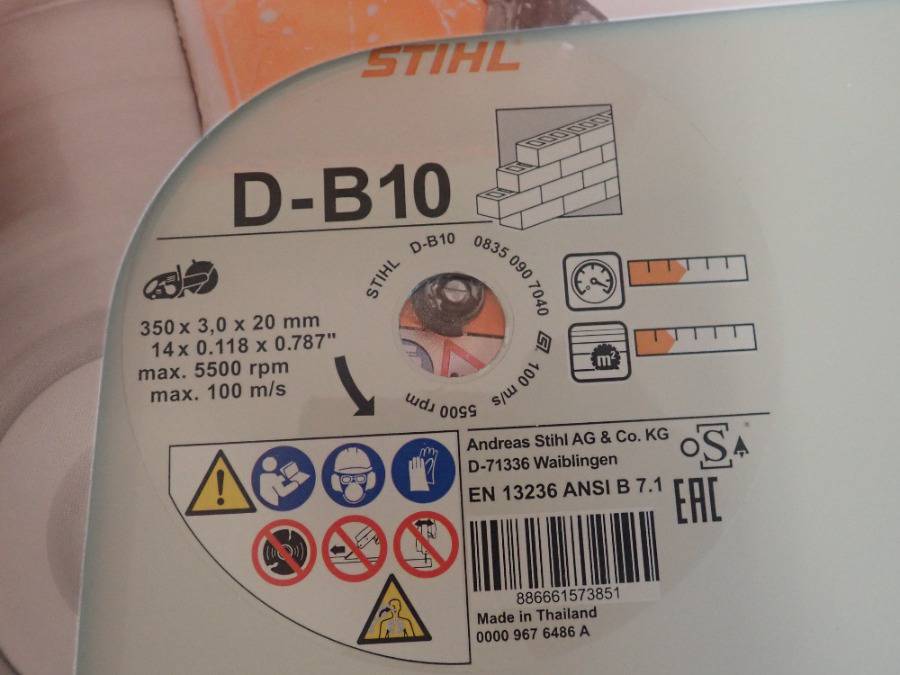 STIHL
D-B10
STIHL D-B10 0835 090 7040 100 m/s 5500 rpm
350 x 3,0 x 20 mm
14 x 0.118 x 0.787"
max. 5500 rpm
max. 100 m/s
m²
Andreas Stihl AG & Co. KG
D-71336 Waiblingen
EN 13236 ANSI B 7.1
oS
EAC
886661573851
Made in Thailand
0000 967 6486 A